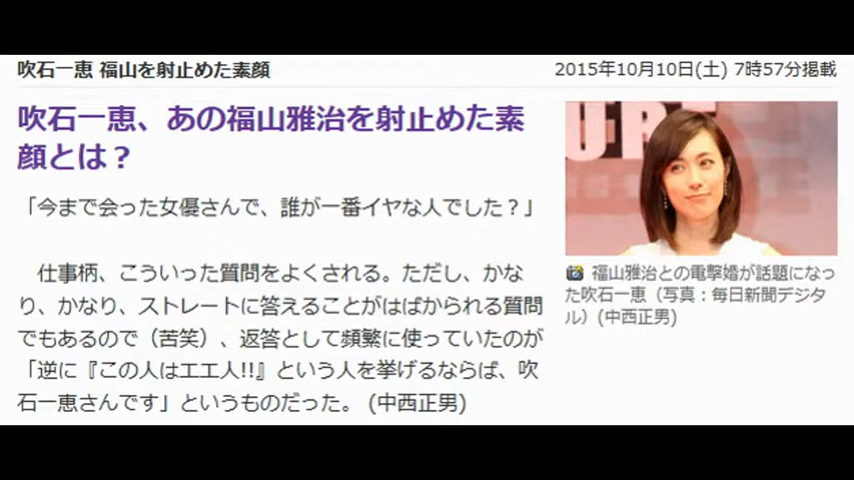 吹石一恵 福山を射止めた素顔
2015年10月10日(土) 7時57分掲載
吹石一恵、あの福山雅治を射止めた素
顔とは？
「今まで会った女優さんで、誰が一番イヤな人でした？」
仕事柄、こういった質問をよくされる。ただし、かな
り、かなり、ストレートに答えることがはばかられる質問
でもあるので（苦笑）、返答として頻繁に使っていたのが
「逆に『この人はエエ人!!』という人を挙げるならば、吹
石一恵さんです」というものだった。 (中西正男)
福山雅治との電撃婚が話題になっ
た吹石一恵（写真：毎日新聞デジタ
ル）(中西正男)